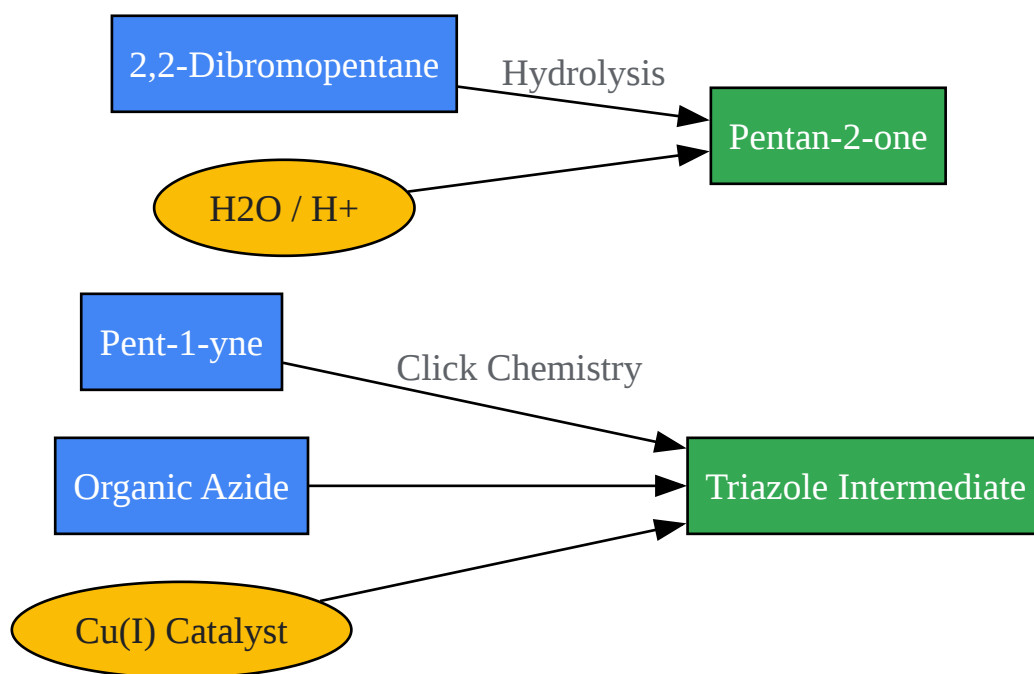 2,2-Dibromopentane
Hydrolysis
Pentan-2-one
H2O / H+
Pent-1-yne
Click Chemistry
Organic Azide
Triazole Intermediate
Cu(I) Catalyst